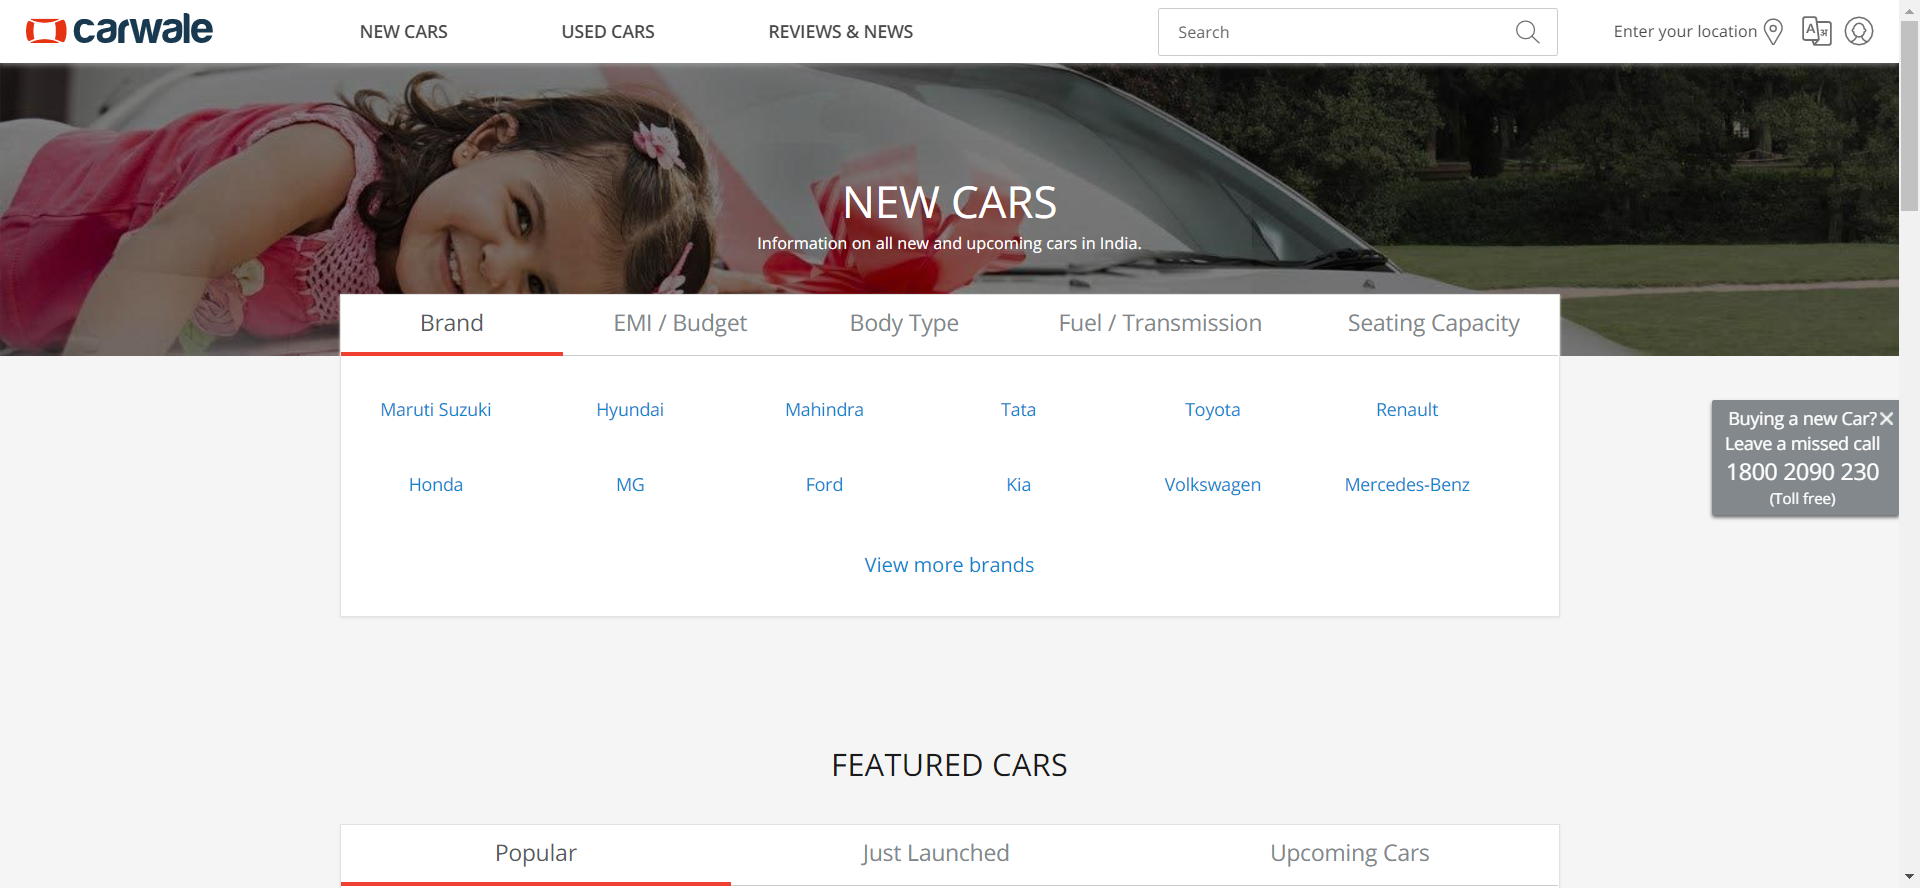 carwale
NEW CARS
USED CARS
REVIEWS & NEWS
Search
Enter your location
A अ
NEW CARS
Information on all new and upcoming cars in India.
Brand
EMI / Budget
Body Type
Fuel / Transmission
Seating Capacity
Maruti Suzuki
Hyundai
Mahindra
Tata
Toyota
Renault
Honda
MG
Ford
Kia
Volkswagen
Mercedes-Benz
View more brands
Buying a new Car?
Leave a missed call
1800 2090 230
(Toll free)
FEATURED CARS
Popular
Just Launched
Upcoming Cars